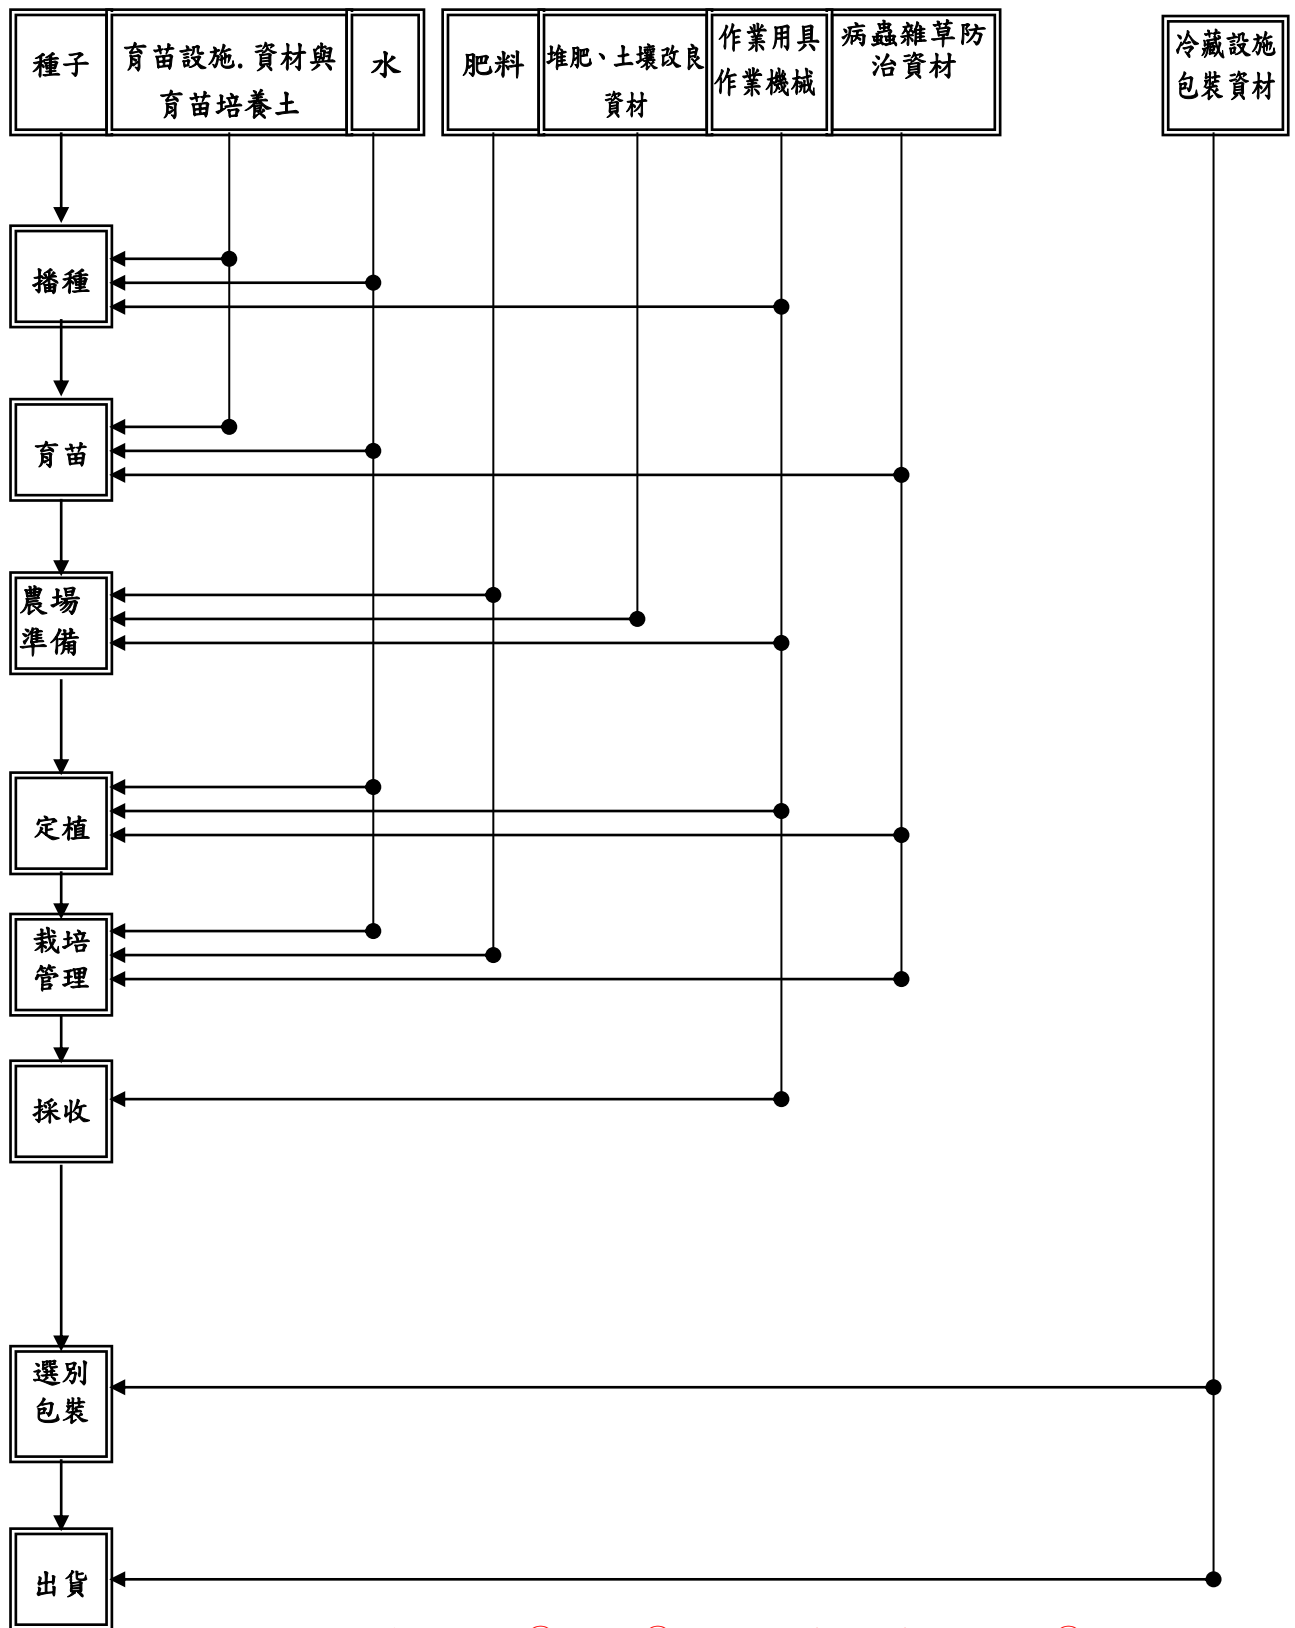 種子
育苗設施.資材與
育苗培養土
水
肥料
堆肥、土壤改良
資材
作業用具
作業機械
病蟲雜草防
治資材
冷藏設施
包裝資材
播種
育苗
農場
準備
定植
栽培
管理
採收
選別
包裝
出貨